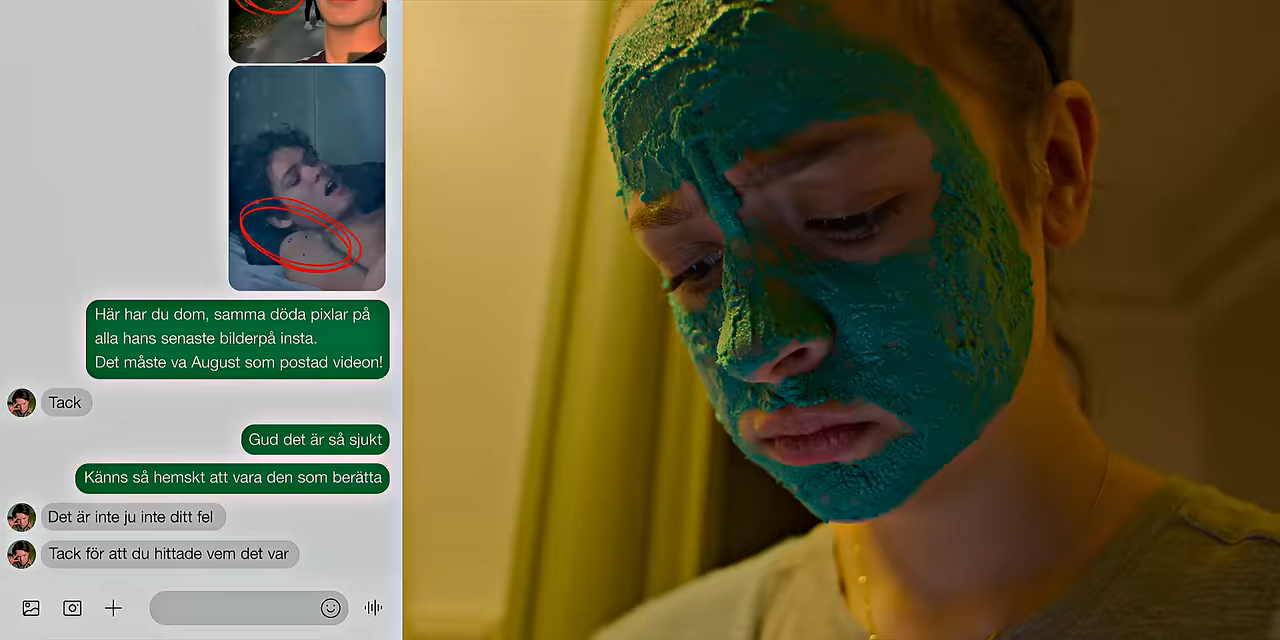 Här har du dom, samma döda pixlar på
alla hans senaste bilderpå insta.
Det måste va August som postad videon!
Tack
Gud det är så sjukt
Känns så hemskt att vara den som berätta
Det är inte ju inte ditt fel
Tack för att du hittade vem det var